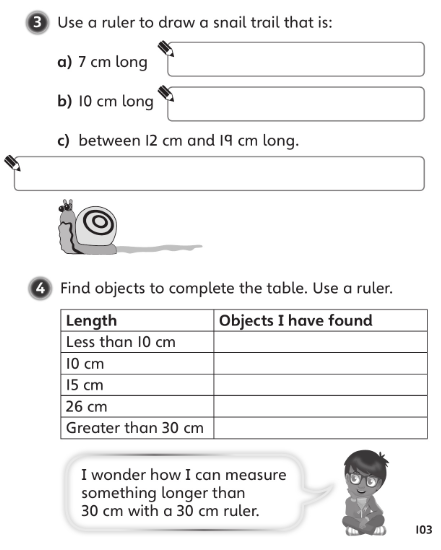 3 Use a ruler to draw a snail trail that is:
a) 7 cm long
b) 10 cm long
c) between 12 cm and 19 cm long.
4 Find objects to complete the table. Use a ruler.
Length Objects I have found
Less than 10 cm
10 cm
15 cm
26 cm
Greater than 30 cm
I wonder how I can measure
something longer than
30 cm with a 30 cm ruler.
103